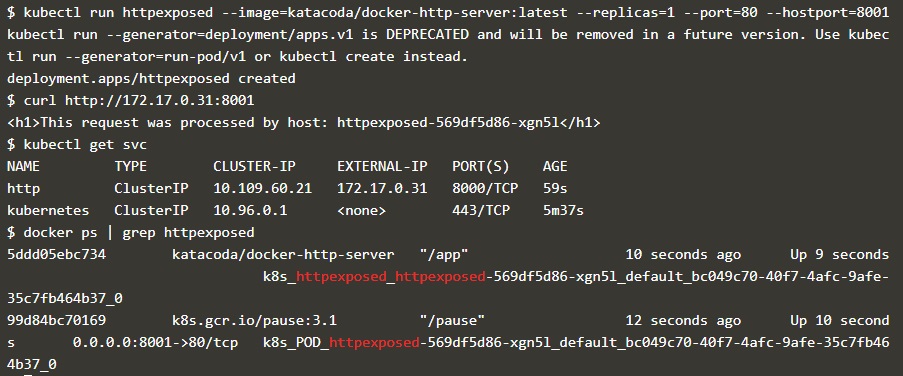 $ kubectl run httpexposed --image=katacoda/docker-http-server:latest --replicas=1 --port=80 --hostport=8001
kubectl run --generator=deployment/apps.v1 is DEPRECATED and will be removed in a future version. Use kubec
tl run --generator=run-pod/v1 or kubectl create instead.
deployment.apps/httpexposed created
$ curl http://172.17.0.31:8001
<h1>This request was processed by host: httpexposed-569df5d86-xgn5l</h1>
$ kubectl get svc
NAME         TYPE        CLUSTER-IP     EXTERNAL-IP   PORT(S)    AGE
http         ClusterIP   10.109.60.21   172.17.0.31   8000/TCP   59s
kubernetes   ClusterIP   10.96.0.1      <none>        443/TCP    5m37s
$ docker ps | grep httpexposed
5ddd05ebc734        katacoda/docker-http-server   "/app"                   10 seconds ago      Up 9 seconds
                               k8s_httpexposed_httpexposed-569df5d86-xgn5l_default_bc049c70-40f7-4afc-9afe-
35c7fb464b37_0
99d84bc70169        k8s.gcr.io/pause:3.1          "/pause"                 12 seconds ago      Up 10 second
s       0.0.0.0:8001->80/tcp   k8s_POD_httpexposed-569df5d86-xgn5l_default_bc049c70-40f7-4afc-9afe-35c7fb46
4b37_0